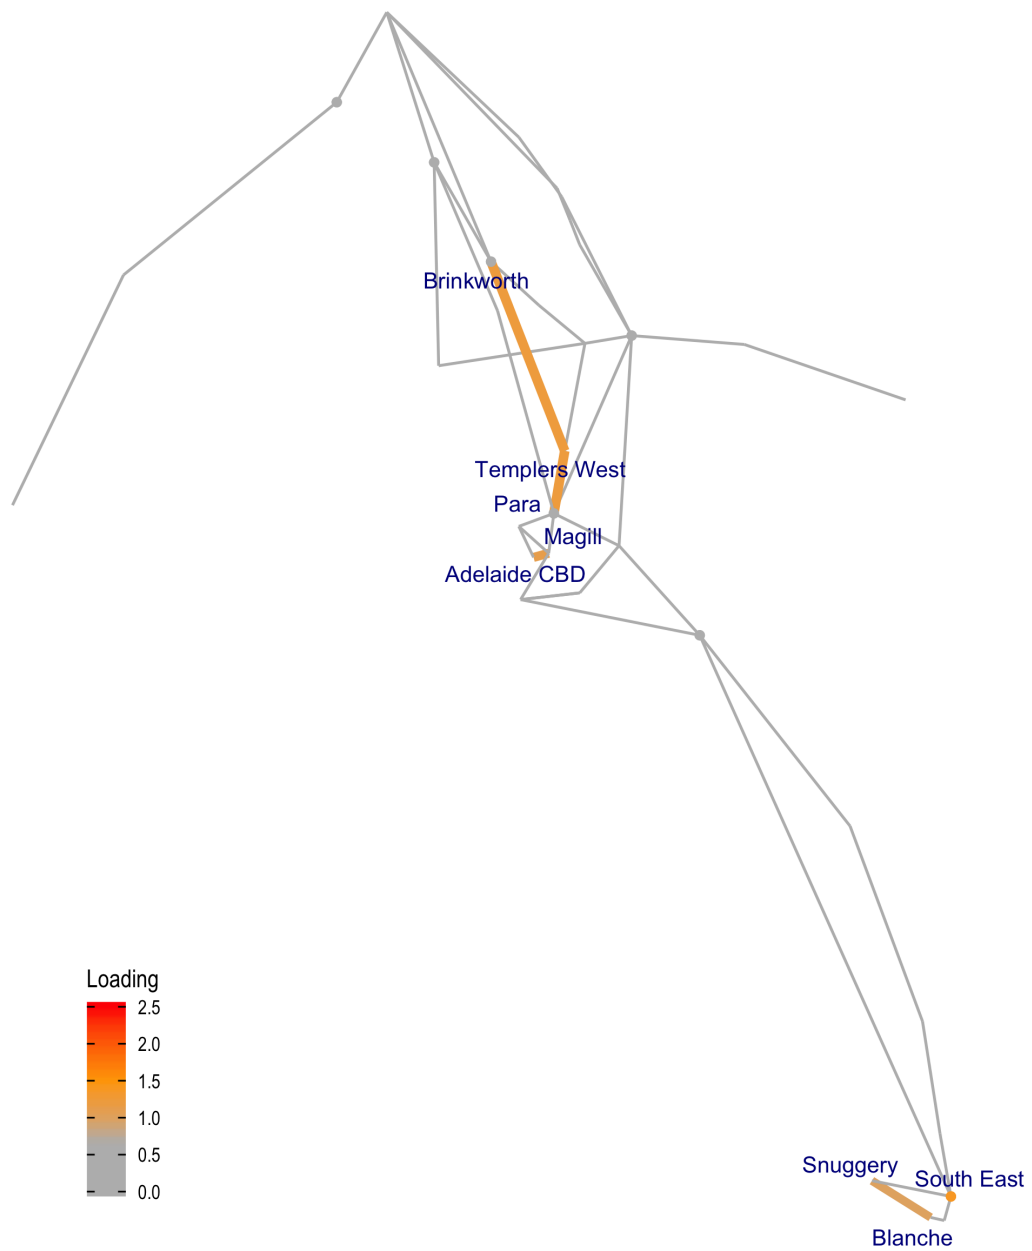 Brinkworth
Templers West
Para
Magill
Adelaide CBD
Loading
2.5
2.0
1.5
1.0
0.5
0.0
Snuggery
South East
Blanche